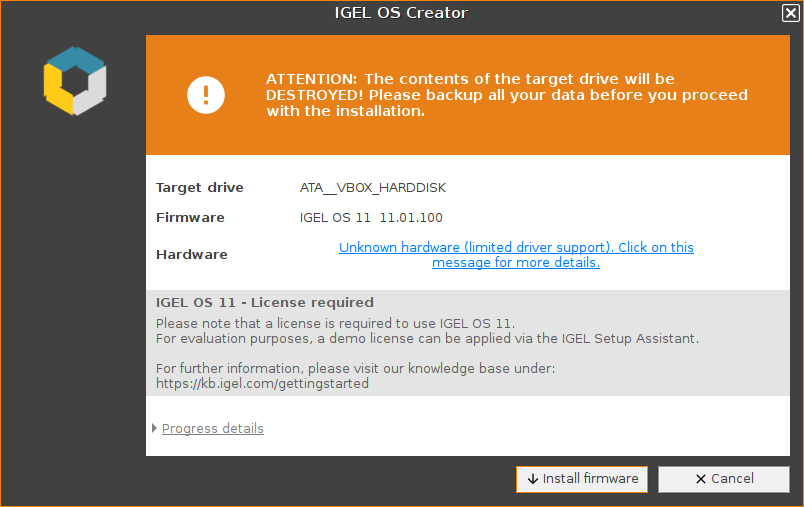 IGEL OS Creator
ATTENTION: The contents of the target drive will be
DESTROYED! Please backup all your data before you proceed
with the installation.
Target drive ATA__VBOX_HARDDISK
Firmware IGEL OS 11 11.01.100
Hardware Unknown hardware (limited driver support). Click on this
message for more details.
IGEL OS 11 - License required
Please note that a license is required to use IGEL OS 11.
For evaluation purposes, a demo license can be applied via the IGEL Setup Assistant.
For further information, please visit our knowledge base under:
https://kb.igel.com/gettingstarted
Progress details
Install firmware Cancel